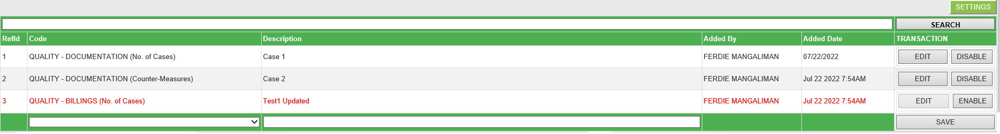 SETTINGS
SEARCH
RefId Code Description Added By Added Date TRANSACTION
1 QUALITY - DOCUMENTATION (No. of Cases) Case 1 FERDIE MANGALIMAN 07/22/2022 EDIT DISABLE
2 QUALITY - DOCUMENTATION (Counter-Measures) Case 2 FERDIE MANGALIMAN Jul 22 2022 7:54AM EDIT DISABLE
3 QUALITY - BILLINGS (No. of Cases) Test1 Updated FERDIE MANGALIMAN Jul 22 2022 7:54AM EDIT ENABLE
SAVE